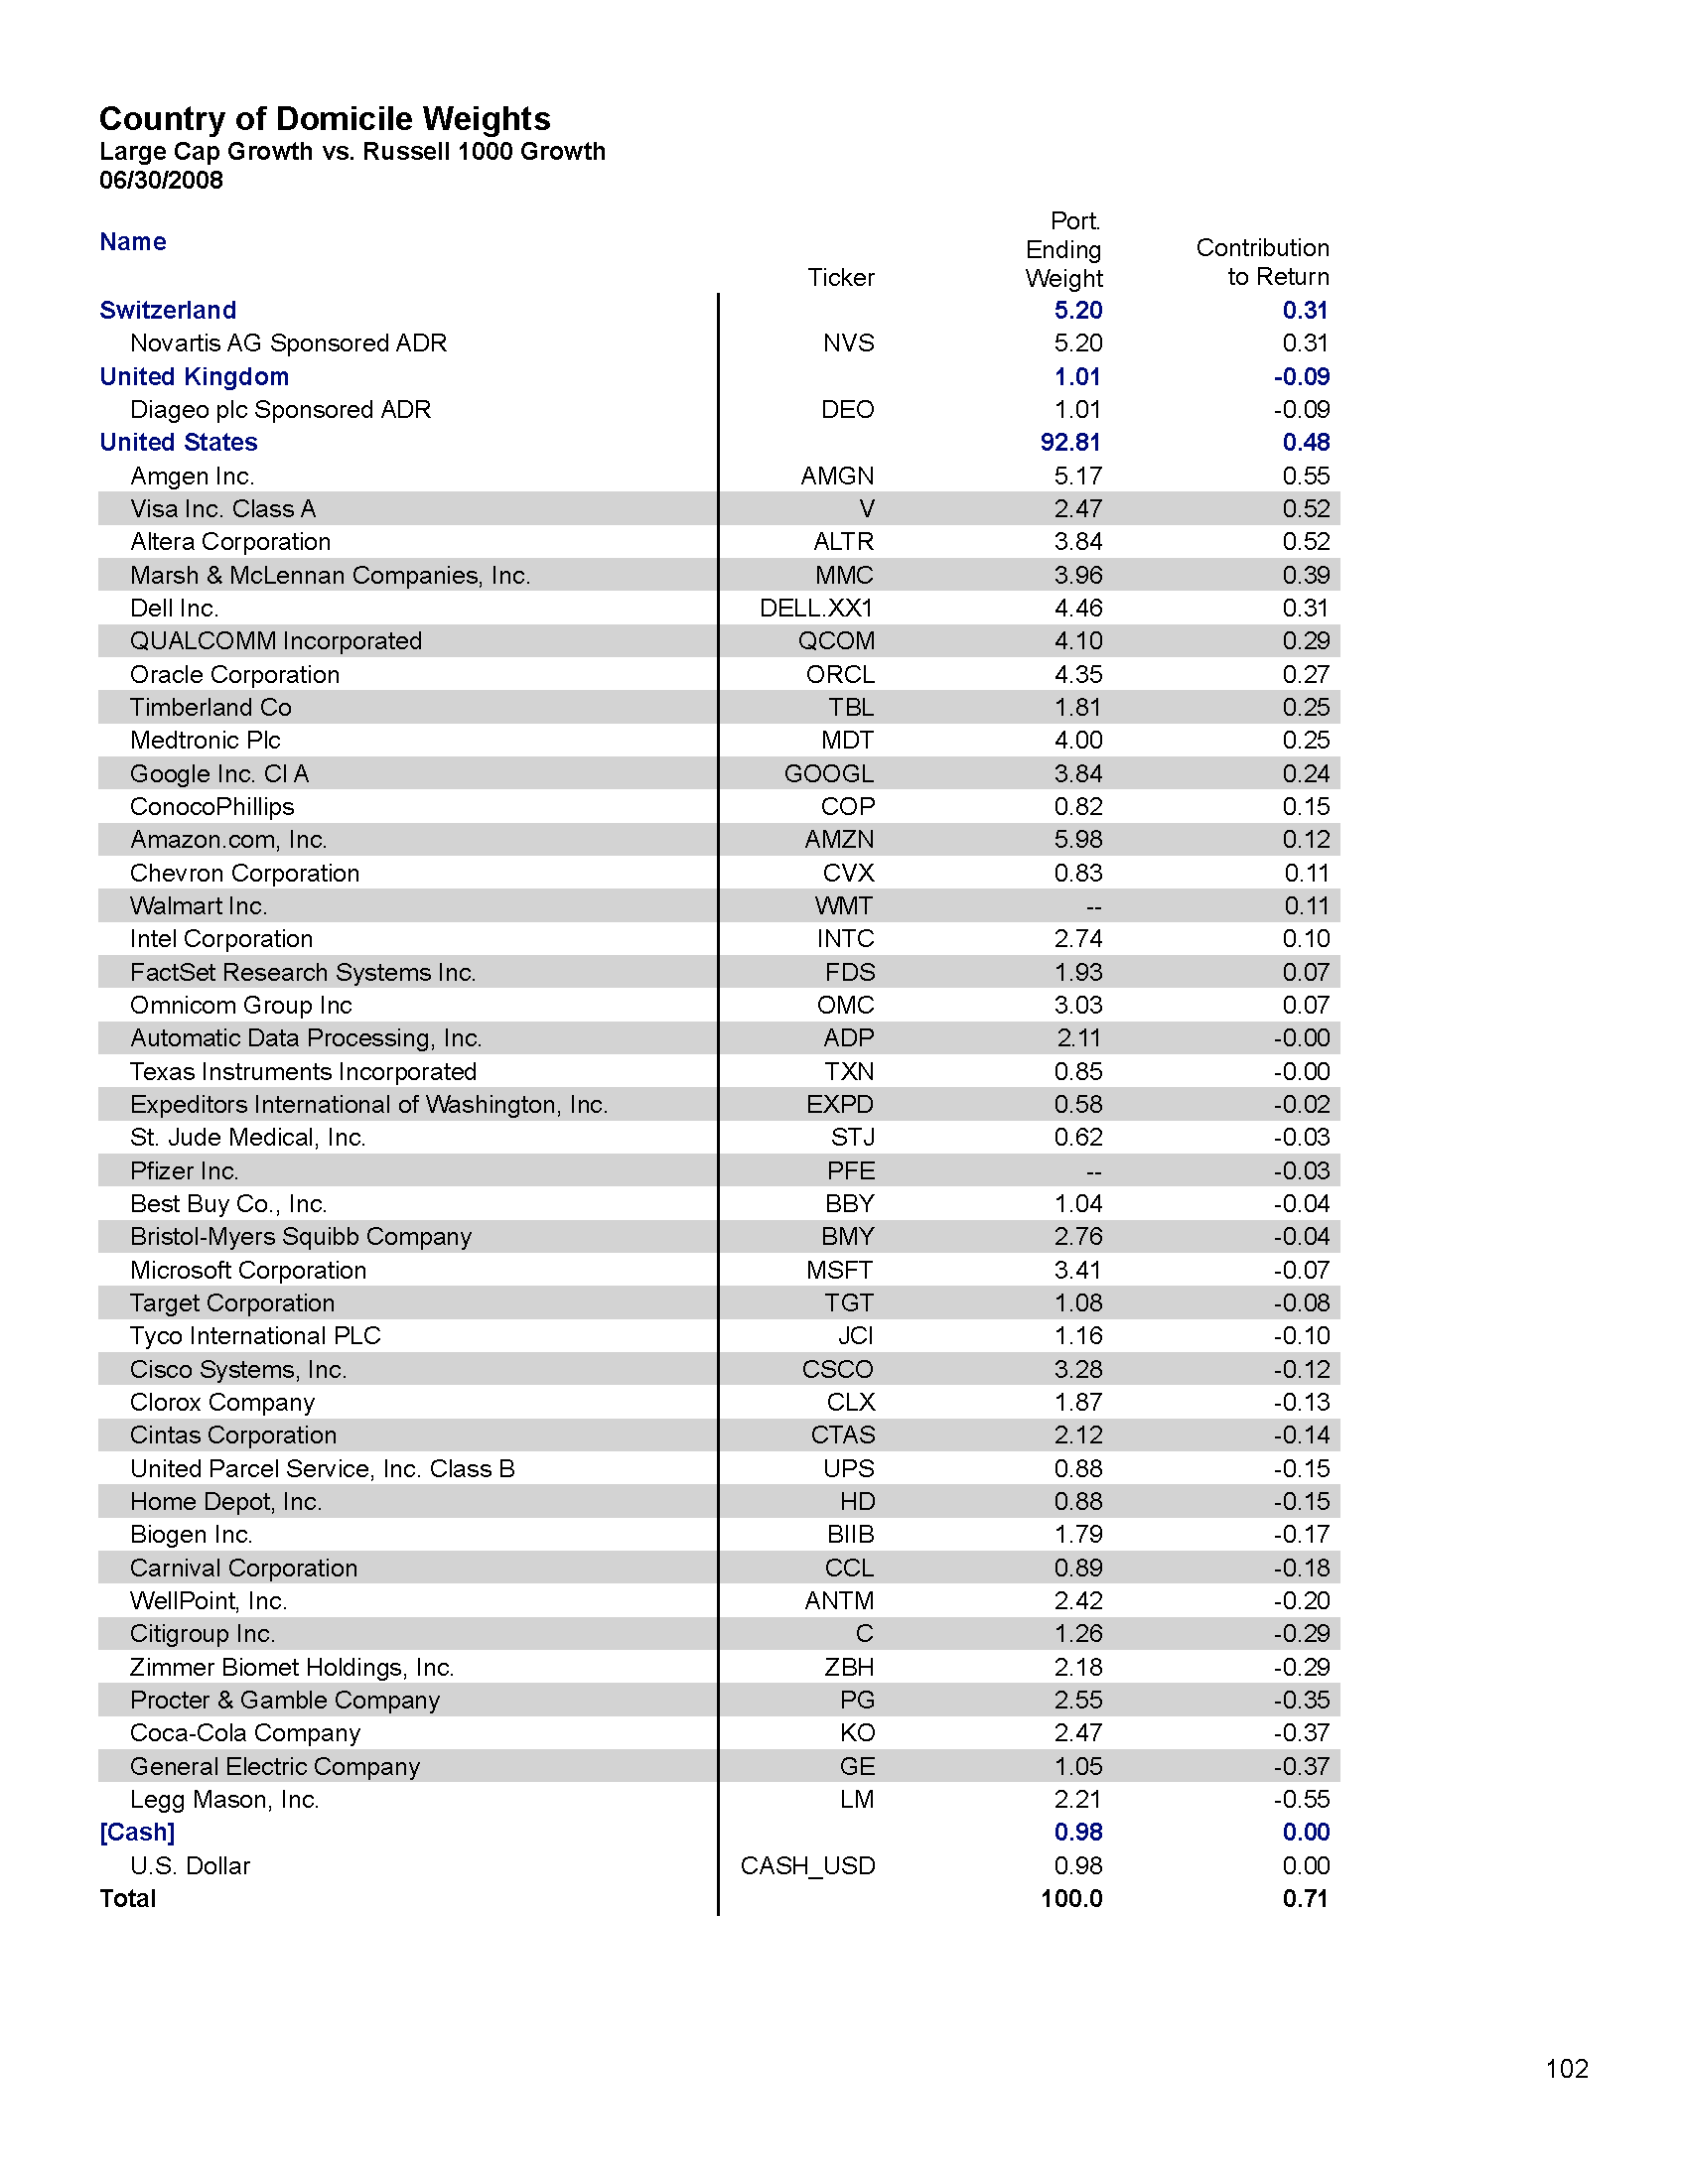 Country of Domicile Weights
Large Cap Growth vs. Russell 1000 Growth
06/30/2008
Name Ticker Port. Ending Weight Contribution to Return
Switzerland 5.20 0.31
Novartis AG Sponsored ADR NVS 5.20 0.31
United Kingdom 1.01 -0.09
Diageo plc Sponsored ADR DEO 1.01 -0.09
United States 92.81 0.48
Amgen Inc. AMGN 5.17 0.55
Visa Inc. Class A V 2.47 0.52
Altera Corporation ALTR 3.84 0.52
Marsh & McLennan Companies, Inc. MMC 3.96 0.39
Dell Inc. DELL.XX1 4.46 0.31
QUALCOMM Incorporated QCOM 4.10 0.29
Oracle Corporation ORCL 4.35 0.27
Timberland Co TBL 1.81 0.25
Medtronic Plc MDT 4.00 0.25
Google Inc. Cl A GOOGL 3.84 0.24
ConocoPhillips COP 0.82 0.15
Amazon.com, Inc. AMZN 5.98 0.12
Chevron Corporation CVX 0.83 0.11
Walmart Inc. WMT -- 0.11
Intel Corporation INTC 2.74 0.10
FactSet Research Systems Inc. FDS 1.93 0.07
Omnicom Group Inc OMC 3.03 0.07
Automatic Data Processing, Inc. ADP 2.11 -0.00
Texas Instruments Incorporated TXN 0.85 -0.00
Expeditors International of Washington, Inc. EXPD 0.58 -0.02
St. Jude Medical, Inc. STJ 0.62 -0.03
Pfizer Inc. PFE -- -0.03
Best Buy Co., Inc. BBY 1.04 -0.04
Bristol-Myers Squibb Company BMY 2.76 -0.04
Microsoft Corporation MSFT 3.41 -0.07
Target Corporation TGT 1.08 -0.08
Tyco International PLC JCI 1.16 -0.10
Cisco Systems, Inc. CSCO 3.28 -0.12
Clorox Company CLX 1.87 -0.13
Cintas Corporation CTAS 2.12 -0.14
United Parcel Service, Inc. Class B UPS 0.88 -0.15
Home Depot, Inc. HD 0.88 -0.15
Biogen Inc. BIIB 1.79 -0.17
Carnival Corporation CCL 0.89 -0.18
WellPoint, Inc. ANTM 2.42 -0.20
Citigroup Inc. C 1.26 -0.29
Zimmer Biomet Holdings, Inc. ZBH 2.18 -0.29
Procter & Gamble Company PG 2.55 -0.35
Coca-Cola Company KO 2.47 -0.37
General Electric Company GE 1.05 -0.37
Legg Mason, Inc. LM 2.21 -0.55
[Cash] 0.98 0.00
U.S. Dollar CASH_USD 0.98 0.00
Total 100.0 0.71
102